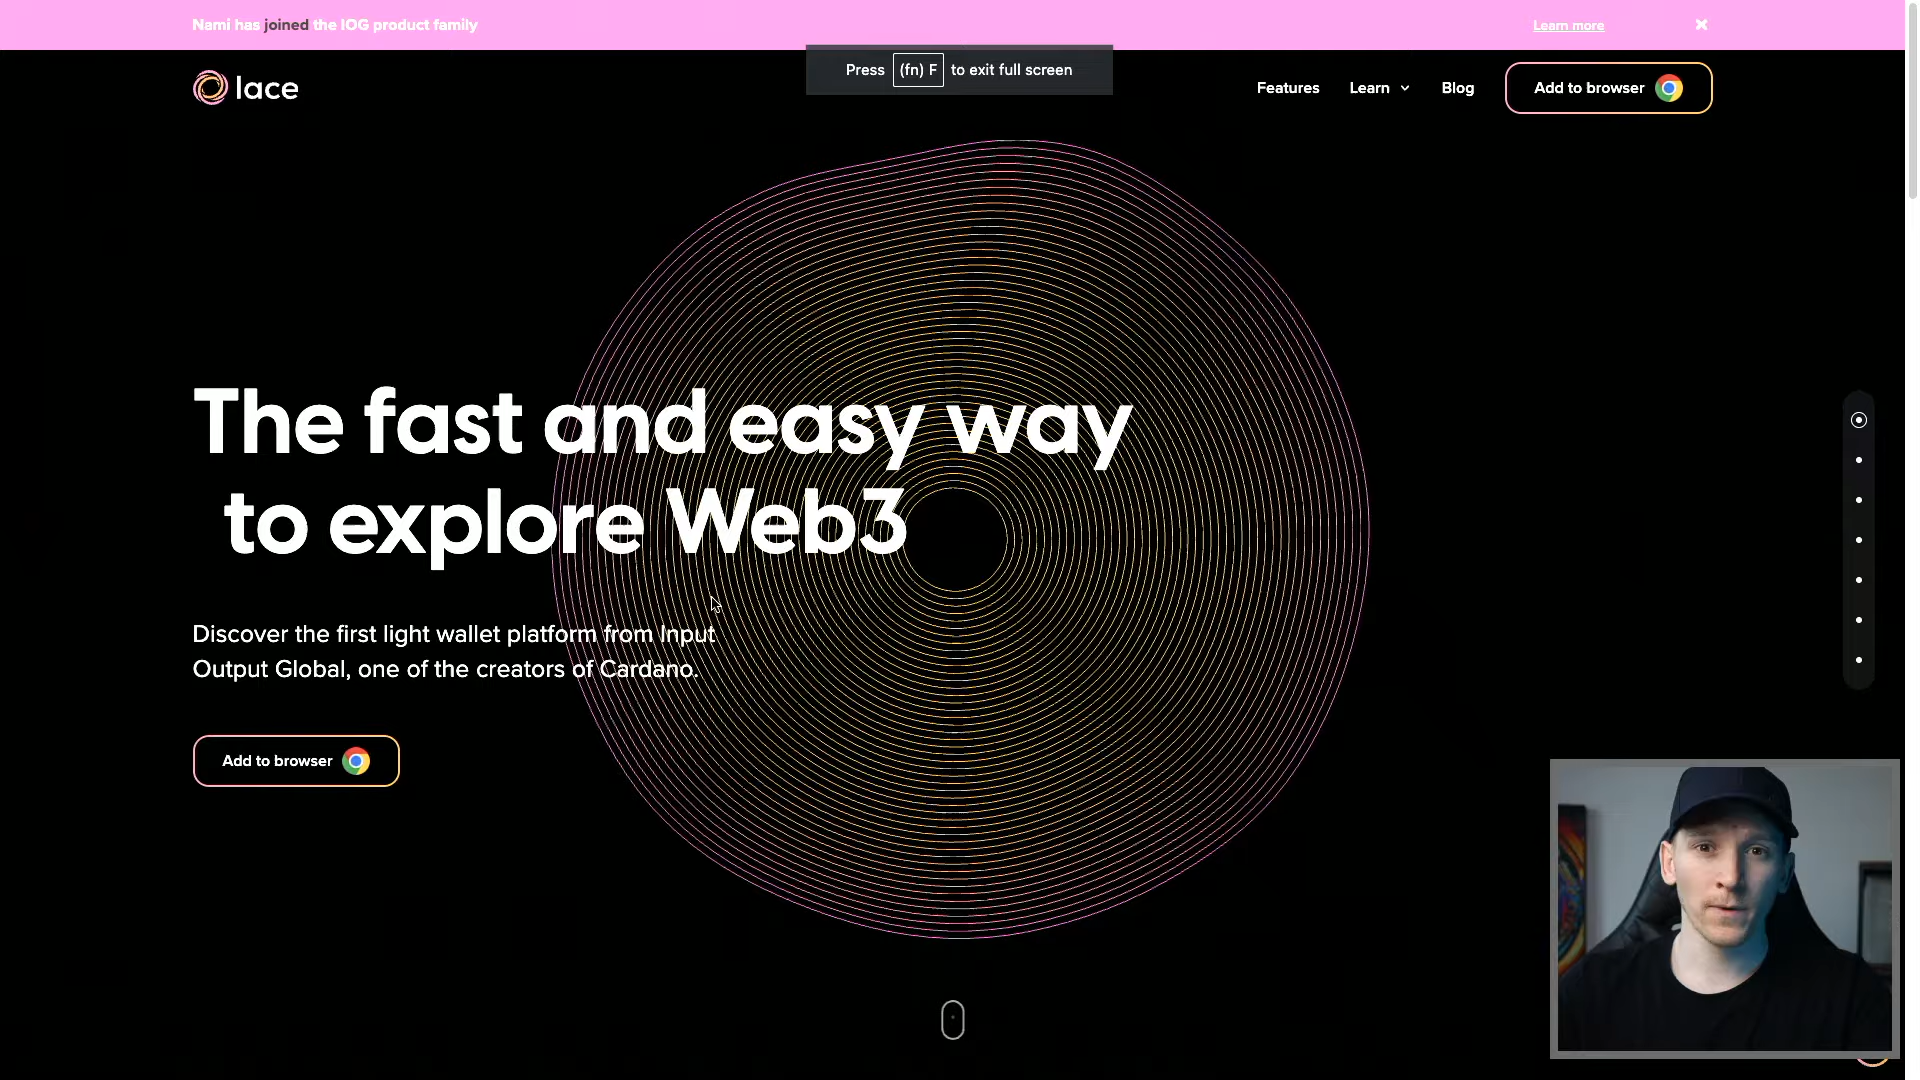 Nami has joined the IOG product family
Learn more
Press (fn) F to exit full screen
lace
Features
Learn
Blog
Add to browser
The fast and easy way
to explore Web3
Discover the first light wallet platform from Input
Output Global, one of the creators of Cardano.
Add to browser